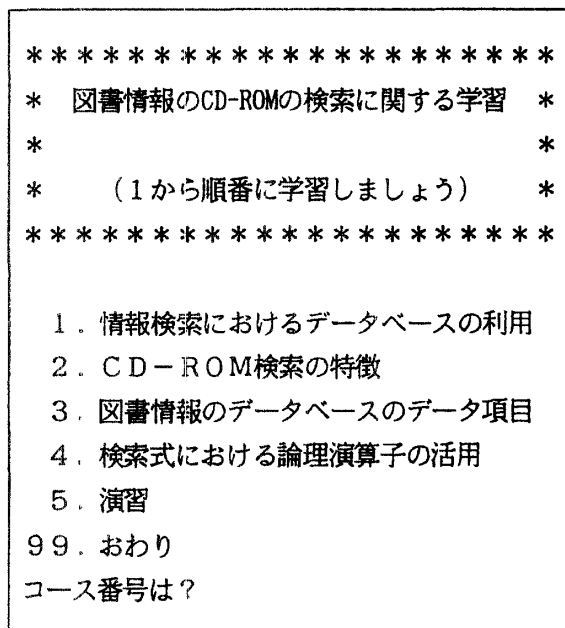 * * * * * * * * * * * * * * * * * * * * *
* 図書情報のCD-ROMの検索に関する学習 *
* *
* （1から順番に学習しましょう） *
* * * * * * * * * * * * * * * * * * * * *
1．情報検索におけるデータベースの利用
2．ＣＤ－ＲＯＭ検索の特徴
3．図書情報のデータベースのデータ項目
4．検索式における論理演算子の活用
5．演習
99．おわり
コース番号は？